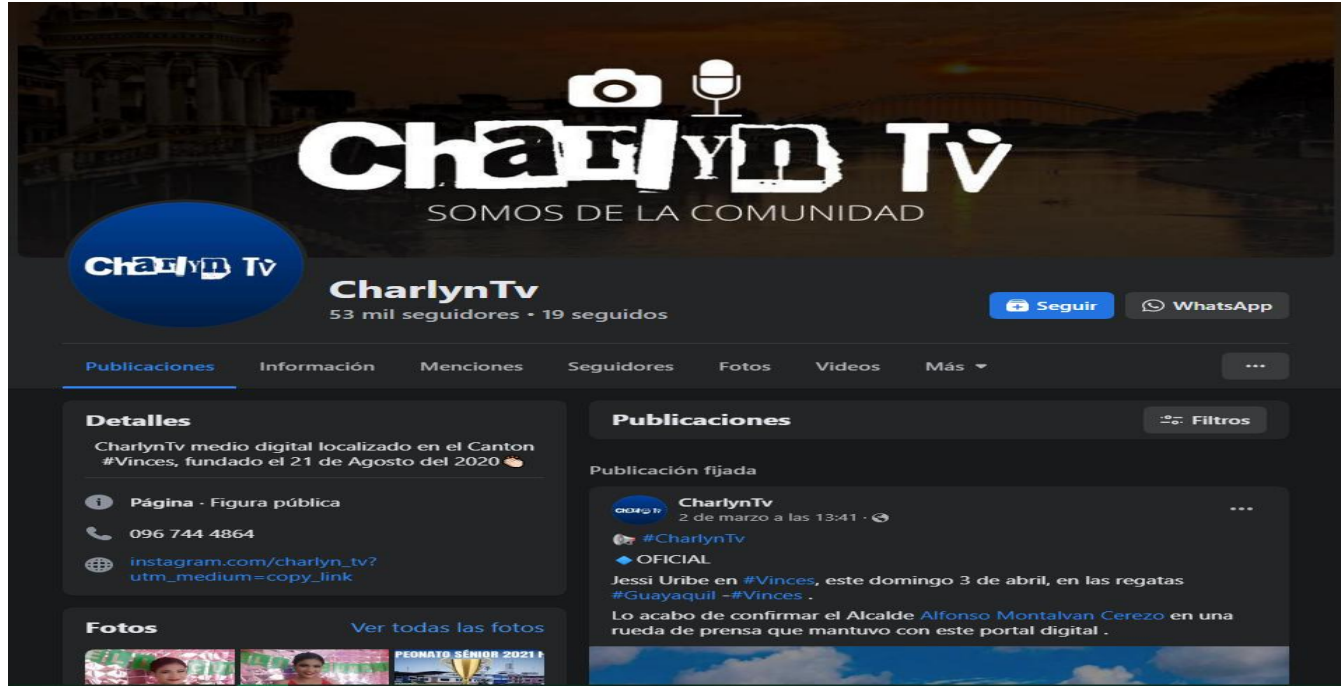 Charlyn Tv
SOMOS DE LA COMUNIDAD
Charlyn Tv
CharlynTv
53 mil seguidores • 19 seguidos
Seguir
WhatsApp
Publicaciones
Información
Menciones
Seguidores
Fotos
Videos
Más
Detalles
CharlynTv medio digital localizado en el Canton
#Vinces, fundado el 21 de Agosto del 2020
Página · Figura pública
096 744 4864
instagram.com/charlyn_tv?
utm_medium=copy_link
Fotos
Ver todas las fotos
PEONATO SÉNIOR 2021
Publicaciones
Filtros
Publicación fijada
Charlyn Tv
CharlynTv
2 de marzo a las 13:41 ·
#CharlynTv
OFICIAL
Jessi Uribe en #Vinces, este domingo 3 de abril, en las regatas
#Guayaquil -#Vinces .
Lo acabo de confirmar el Alcalde Alfonso Montalvan Cerezo en una
rueda de prensa que mantuvo con este portal digital .